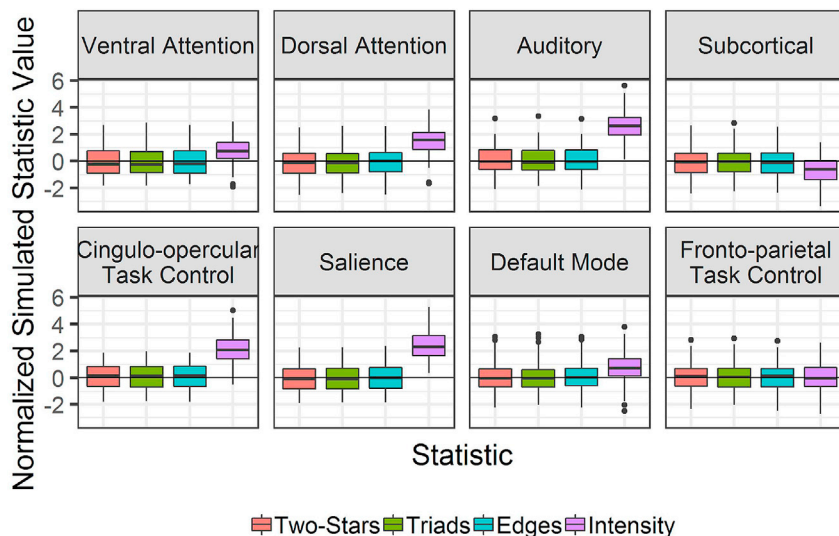 Normalized Simulated Statistic Value
Ventral Attention
Dorsal Attention
Auditory
Subcortical
6
4
2
0
-2
Cingulo-opercular
Task Control
Salience
Default Mode
Fronto-parietal
Task Control
6
4
2
0
-2
Statistic
Two-Stars Triads Edges Intensity